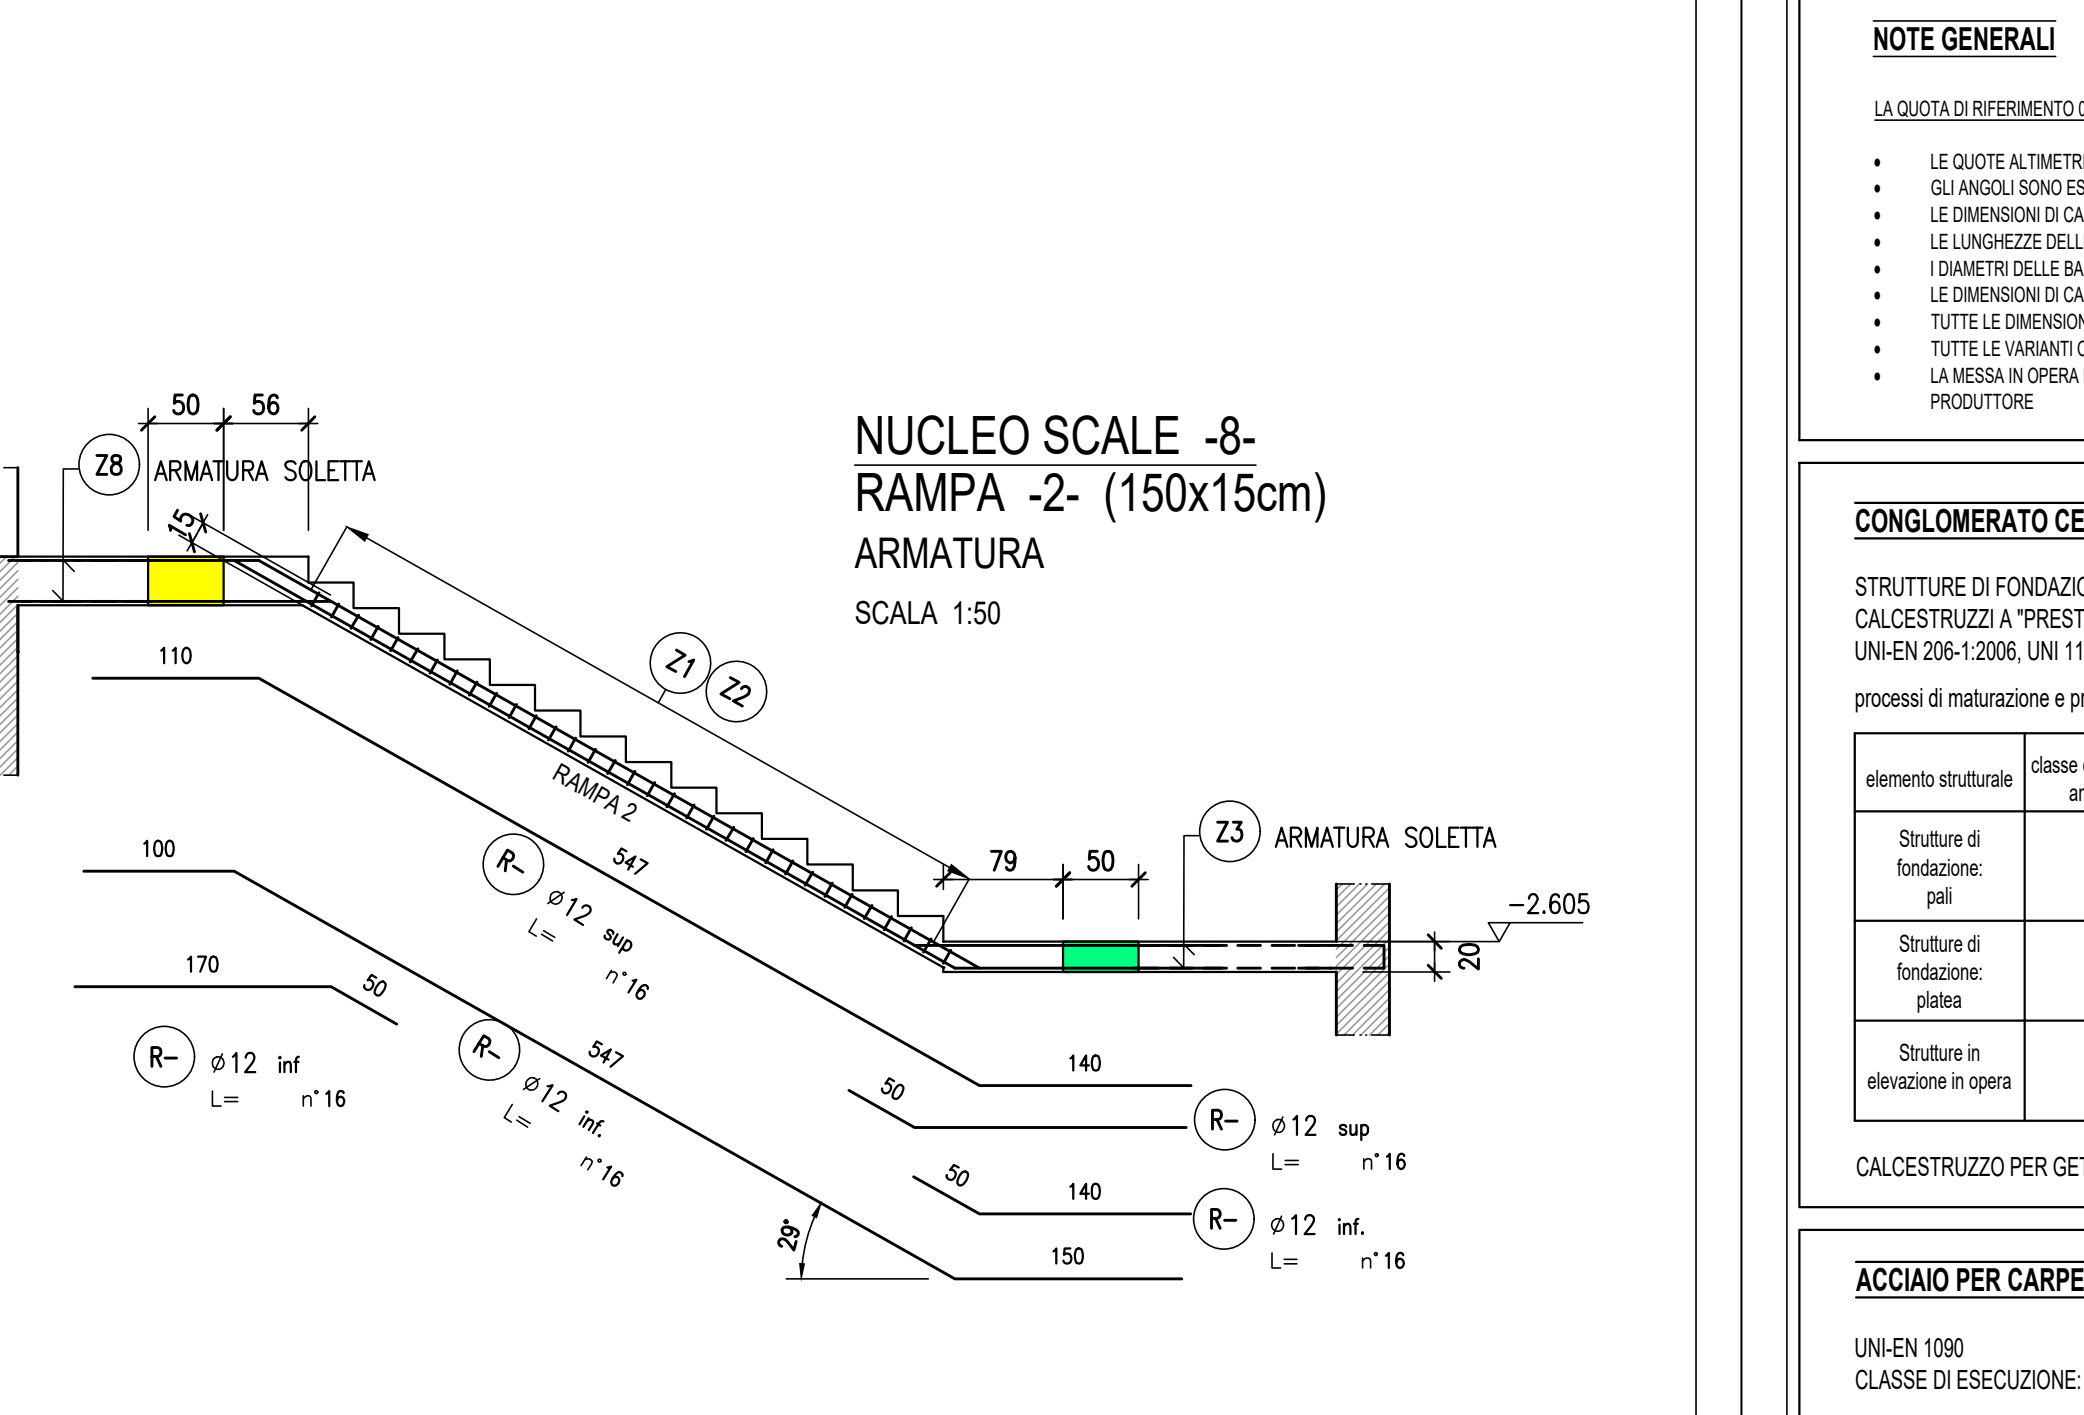 NUCLEO SCALE -8-
RAMPA -2- (150x15cm)
ARMATURA
SCALA 1:50
50
56
Z8
ARMATURA SOLETTA
15
Z1
Z2
RAMPA 2
79
50
Z3
ARMATURA SOLETTA
-2.605
20
110
547
R-
ø12 sup
L=
n°16
140
100
547
R-
ø12 inf.
L=
n°16
150
29°
170
50
R-
ø12 inf
L= n°16
50
R-
ø12 sup
L= n°16
50
140
R-
ø12 inf.
L= n°16
NOTE GENERALI
LA QUOTA DI RIFERIMENTO
• LE QUOTE ALTIMETRI
• GLI ANGOLI SONO ES
• LE DIMENSIONI DI CA
• LE LUNGHEZZE DELL
• I DIAMETRI DELLE BA
• LE DIMENSIONI DI CA
• TUTTE LE DIMENSION
• TUTTE LE VARIANTI
• LA MESSA IN OPERA
PRODUTTORE
CONGLOMERATO CE
STRUTTURE DI FONDAZIO
CALCESTRUZZI A "PREST
UNI-EN 206-1:2006, UNI 11
processi di maturazione e pr
elemento strutturale
classe
Strutture di
fondazione:
pali
Strutture di
fondazione:
platea
Strutture in
elevazione in opera
CALCESTRUZZO PER GET
ACCIAIO PER CARPE
UNI-EN 1090
CLASSE DI ESECUZIONE: